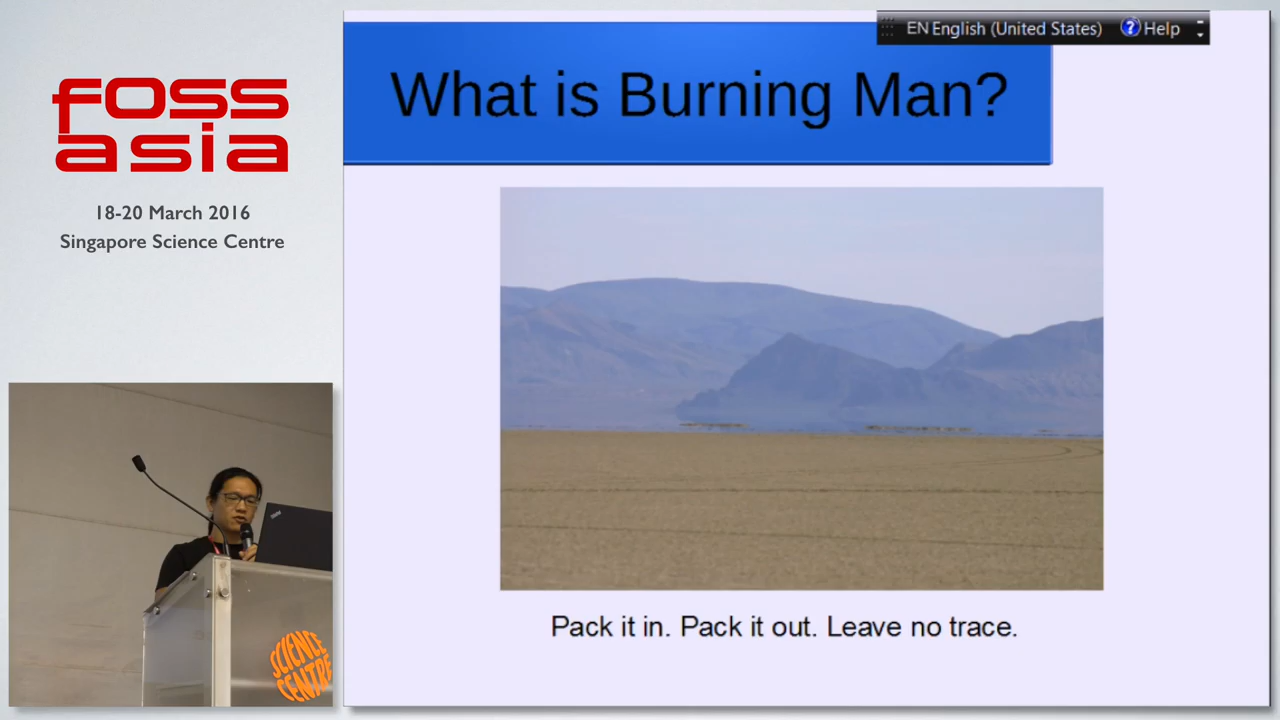 foss
asia
18-20 March 2016
Singapore Science Centre
EN English (United States) ? Help
What is Burning Man?
Pack it in. Pack it out. Leave no trace.
SCIENCE
CENTRE